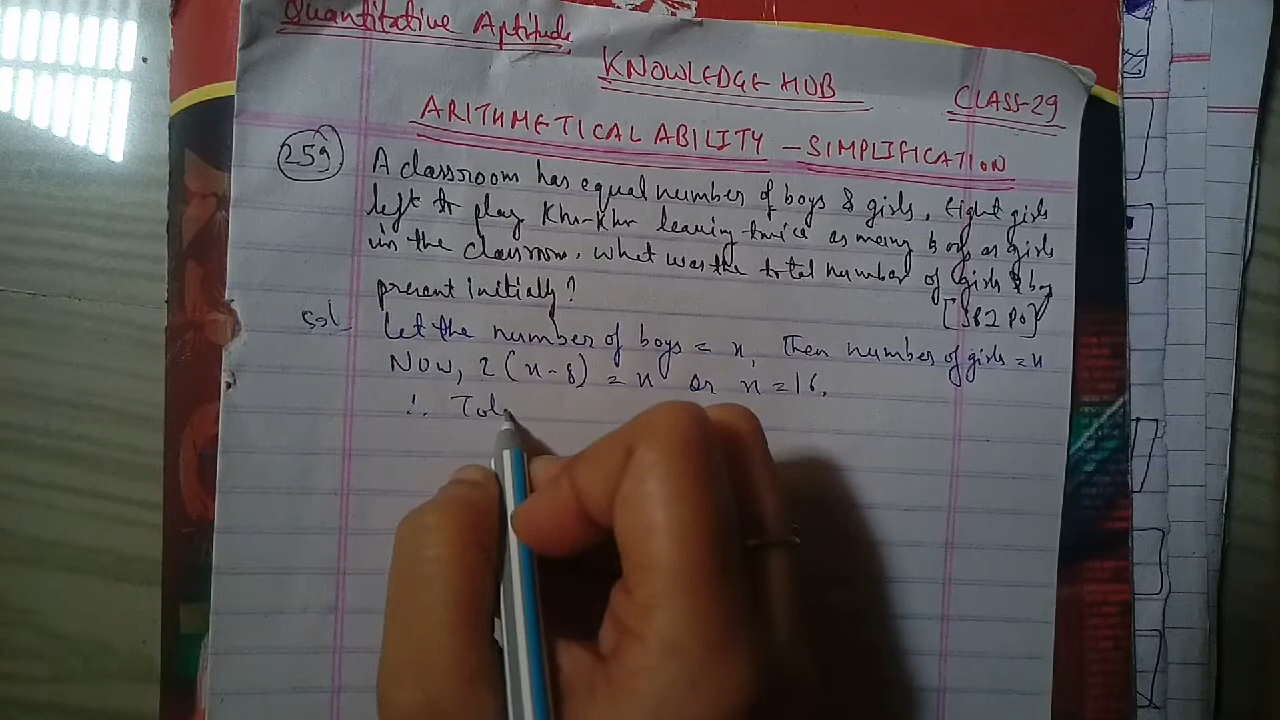 Quantitative Aptitude
KNOWLEDGE HUB
CLASS-29
ARITHMETICAL ABILITY - SIMPLIFICATION
259 A classroom has equal number of boys & girls. Eight girls
left to play Kho-Kho leaving twice as many boys as girls
in the classroom. What was the total number of girls & boy
present initially?
[SBI PO]
Sol. Let the number of boys = x, Then number of girls = x
Now, 2(x-8) = x or x = 16.
∴ Tot